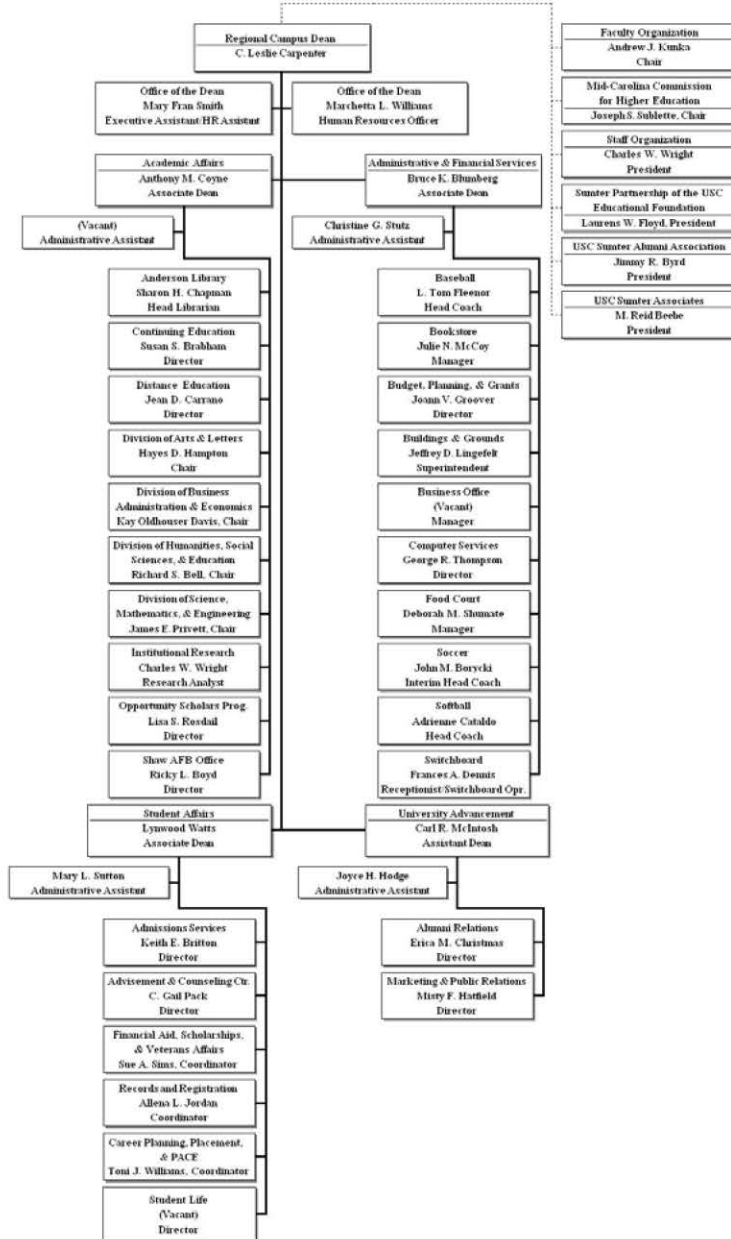 Regional Campus Dean
C. Leslie Carpenter
Office of the Dean
Mary Fran Smith
Executive Assistant/HR Assistant
Office of the Dean
Marchetta L. Williams
Human Resources Officer
Academic Affairs
Anthony M. Coyne
Associate Dean
Administrative & Financial Services
Bruce K. Blumberg
Associate Dean
(Vacant)
Administrative Assistant
Anderson Library
Sharon H. Chapman
Head Librarian
Continuing Education
Susan S. Brabham
Director
Distance Education
Jean D. Carrano
Director
Division of Arts & Letters
Hayes D. Hampton
Chair
Division of Business
Administration & Economics
Kay Oldhouser Davis, Chair
Division of Humanities, Social
Sciences, & Education
Richard S. Bell, Chair
Division of Science,
Mathematics, & Engineering
James E. Privett, Chair
Institutional Research
Charles W. Wright
Research Analyst
Opportunity Scholars Prog.
Lisa S. Rosdail
Director
Shaw AFB Office
Ricky L. Boyd
Director
Christine G. Stutz
Administrative Assistant
Baseball
L. Tom Fleenor
Head Coach
Bookstore
Julie N. McCoy
Manager
Budget, Planning, & Grants
Joann V. Groover
Director
Buildings & Grounds
Jeffrey D. Lingefelt
Superintendent
Business Office
(Vacant)
Manager
Computer Services
George R. Thompson
Director
Food Court
Deborah M. Shumate
Manager
Soccer
John M. Borycki
Interim Head Coach
Softball
Adrienne Cataldo
Head Coach
Switchboard
Frances A. Dennis
Receptionist/Switchboard Opr.
Student Affairs
Lynwood Watts
Associate Dean
Mary L. Sutton
Administrative Assistant
Admissions Services
Keith E. Britton
Director
Advisement & Counseling Ctr.
C. Gail Pack
Director
Financial Aid, Scholarships,
& Veterans Affairs
Sue A. Sims, Coordinator
Records and Registration
Allena L. Jordan
Coordinator
Career Planning, Placement,
& PACE
Toni J. Williams, Coordinator
Student Life
(Vacant)
Director
University Advancement
Carl R. McIntosh
Assistant Dean
Joyce H. Hodge
Administrative Assistant
Alumni Relations
Erica M. Christmas
Director
Marketing & Public Relations
Misty F. Hatfield
Director
Faculty Organization
Andrew J. Kunka
Chair
Mid-Carolina Commission
for Higher Education
Joseph S. Sublette, Chair
Staff Organization
Charles W. Wright
President
Sumter Partnership of the USC
Educational Foundation
Laurens W. Floyd, President
USC Sumter Alumni Association
Jimmy R. Byrd
President
USC Sumter Associates
M. Reid Beebe
President